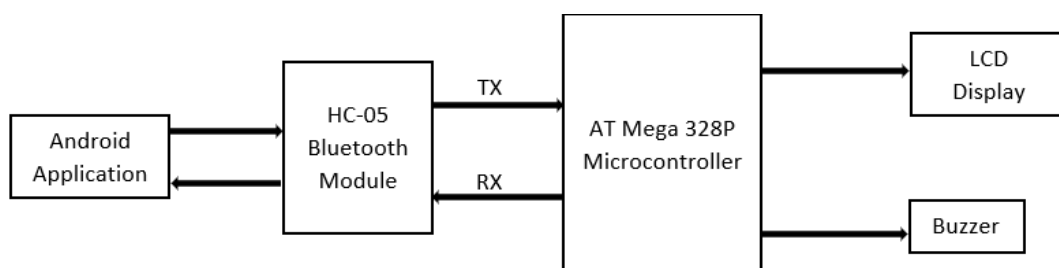 Android
Application
HC-05
Bluetooth
Module
TX
RX
AT Mega 328P
Microcontroller
LCD
Display
Buzzer